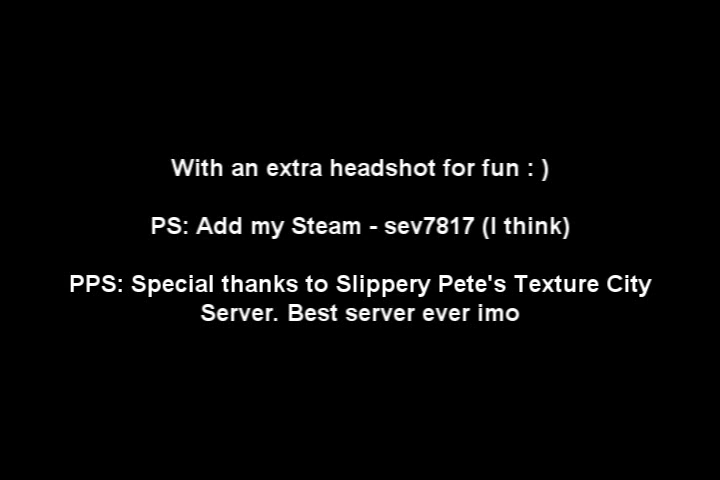 With an extra headshot for fun : )
PS: Add my Steam - sev7817 (I think)
PPS: Special thanks to Slippery Pete's Texture City
Server. Best server ever imo